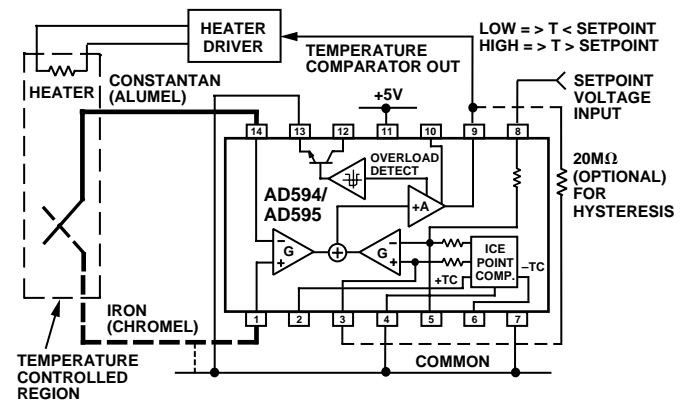 HEATER
DRIVER
LOW = > T < SETPOINT
HIGH = > T > SETPOINT
TEMPERATURE
COMPARATOR OUT
HEATER
CONSTANTAN
(ALUMEL)
+5V
SETPOINT
VOLTAGE
INPUT
14
13
12
11
10
9
8
20MΩ
(OPTIONAL)
FOR
HYSTERESIS
OVERLOAD
DETECT
AD594/
AD595
+A
–
G
+
+
–
G
+
ICE
POINT
COMP.
–TC
+TC
IRON
(CHROMEL)
1
2
3
4
5
6
7
TEMPERATURE
CONTROLLED
REGION
COMMON